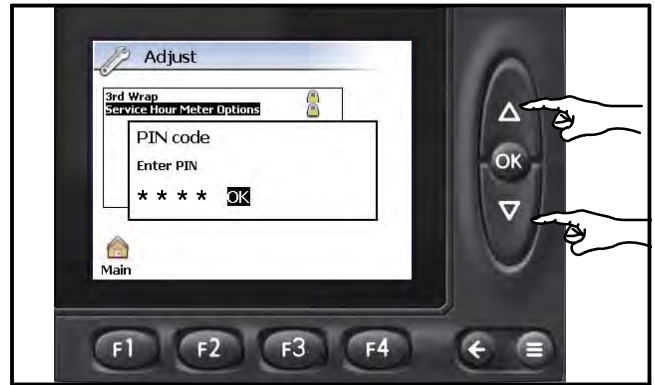 Adjust
3rd Wrap
Service Hour Meter Options
PIN code
Enter PIN
* * * * OK
Main
OK
F1 F2 F3 F4